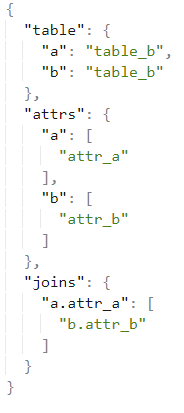 {
  "table": {
    "a": "table_b",
    "b": "table_b"
  },
  "attrs": {
    "a": [
      "attr_a"
    ],
    "b": [
      "attr_b"
    ]
  },
  "joins": {
    "a.attr_a": [
      "b.attr_b"
    ]
  }
}